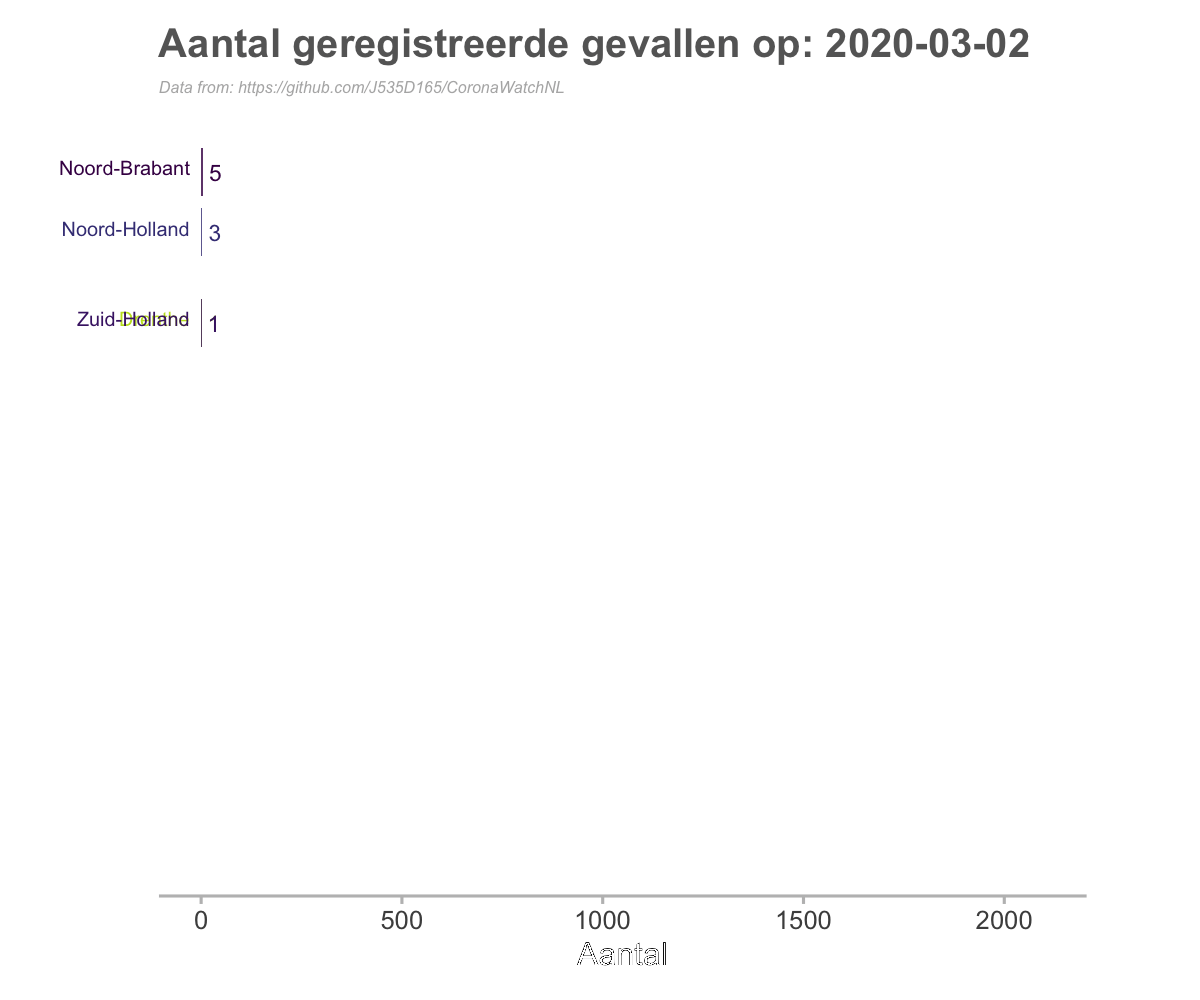 Aantal geregistreerde gevallen op: 2020-03-02
Data from: https://github.com/J535D165/CoronaWatchNL
Noord-Brabant 5
Noord-Holland 3
Zuid-Holland 1
0 500 1000 1500 2000
Aantal